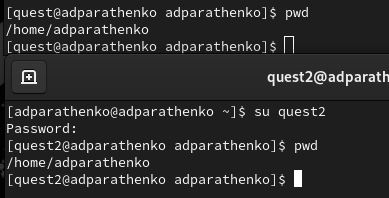 [quest@adparathenko adparathenko]$ pwd
/home/adparathenko
[quest@adparathenko adparathenko]$
quest2@adparath
[adparathenko@adparathenko ~]$ su quest2
Password:
[quest2@adparathenko adparathenko]$ pwd
/home/adparathenko
[quest2@adparathenko adparathenko]$